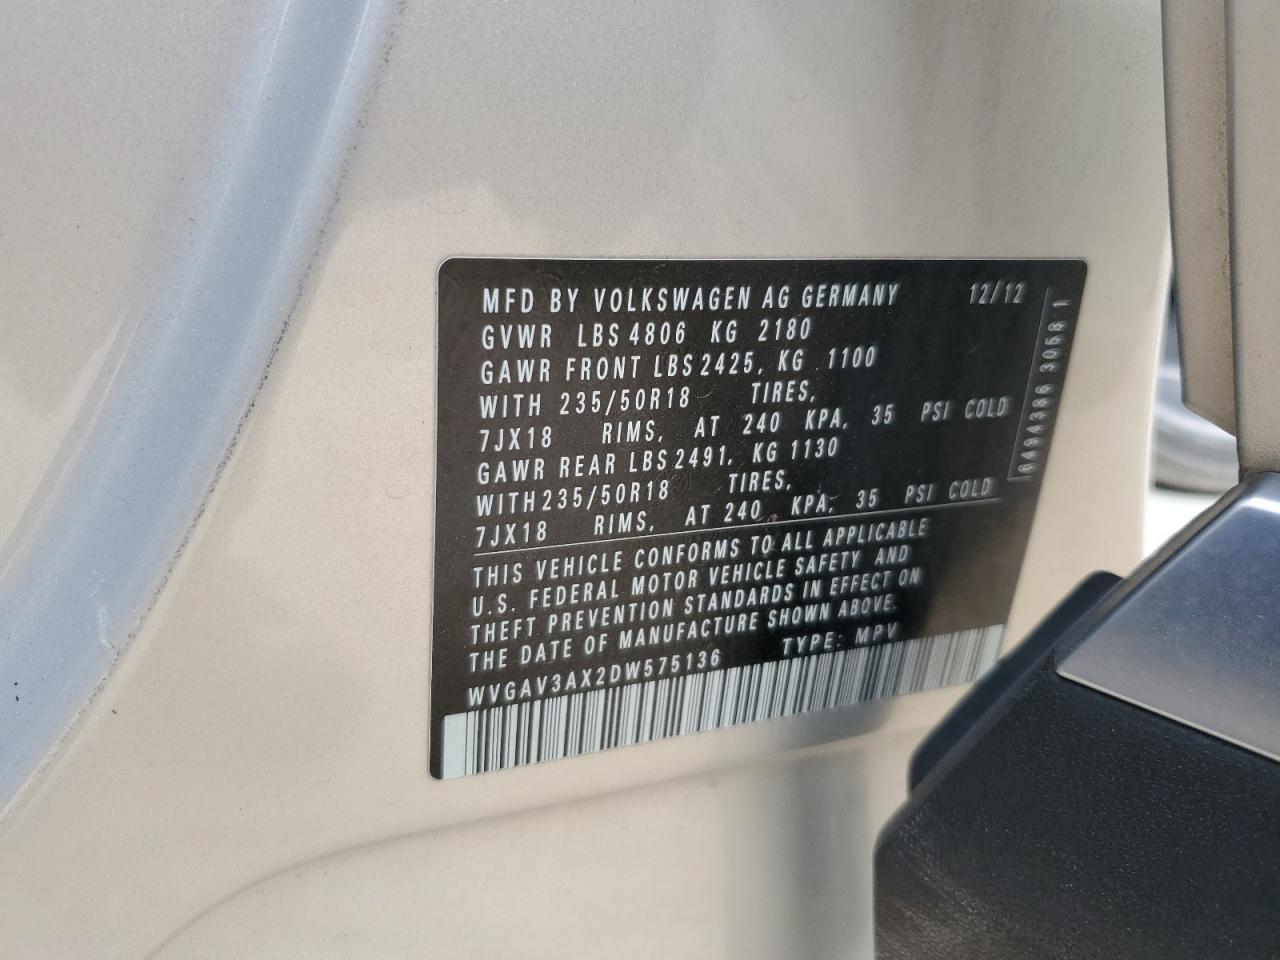 MFD BY VOLKSWAGEN AG GERMANY 12/12
GVWR LBS 4806 KG 2180
GAWR FRONT LBS 2425, KG 1100
WITH 235/50R18 TIRES,
7JX18 RIMS, AT 240 KPA, 35 PSI COLD
GAWR REAR LBS 2491, KG 1130
WITH 235/50R18 TIRES,
7JX18 RIMS, AT 240 KPA, 35 PSI COLD
THIS VEHICLE CONFORMS TO ALL APPLICABLE
U.S. FEDERAL MOTOR VEHICLE SAFETY AND
THEFT PREVENTION STANDARDS IN EFFECT ON
THE DATE OF MANUFACTURE SHOWN ABOVE.
WVGAV3AX2DW575136 TYPE: MPV
6494386 3058 1